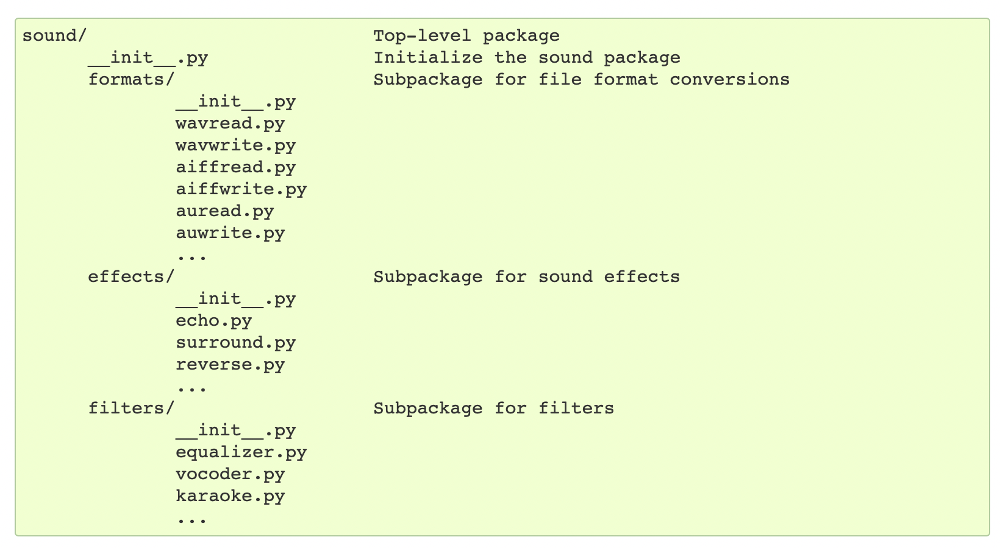 sound/                          Top-level package
      __init__.py               Initialize the sound package
      formats/                  Subpackage for file format conversions
              __init__.py
              wavread.py
              wavwrite.py
              aiffread.py
              aiffwrite.py
              auread.py
              auwrite.py
              ...
      effects/                  Subpackage for sound effects
              __init__.py
              echo.py
              surround.py
              reverse.py
              ...
      filters/                  Subpackage for filters
              __init__.py
              equalizer.py
              vocoder.py
              karaoke.py
              ...